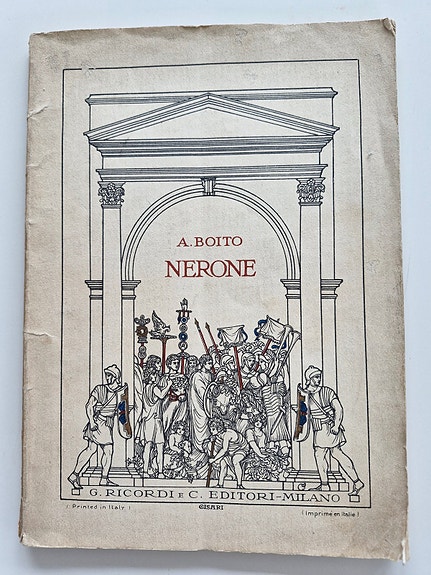 A. BOITO
NERONE
G. RICORDI E C. EDITORI-MILANO
( Printed in Italy )
CISARI
( Imprimé en Italie )